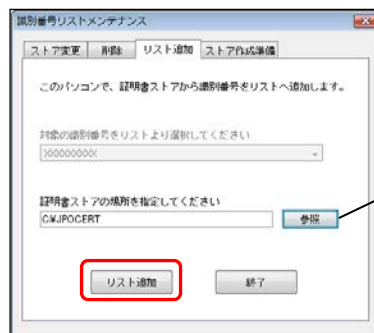 識別番号リストメンテナンス
ストア変更 削除 リスト追加 ストア作成準備
このパソコンで、証明書ストアから識別番号をリストへ追加します。
対象の識別番号をリストより選択してください
XXXXXXXXX
証明書ストアの場所を指定してください
C:¥JPOCERT 参照
リスト追加 終了